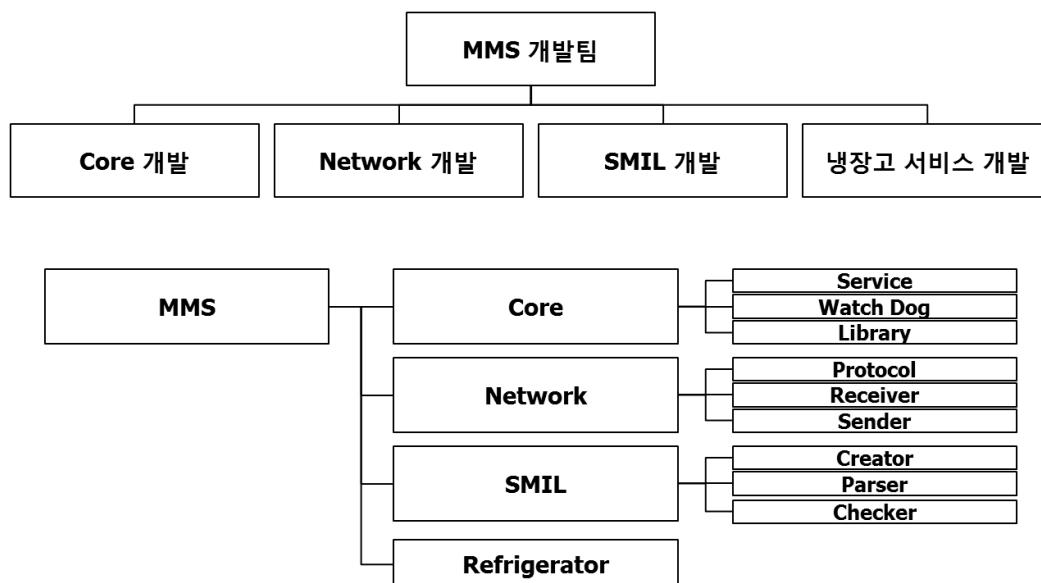 MMS 개발팀
Core 개발
Network 개발
SMIL 개발
냉장고 서비스 개발
MMS
Core
Service
Watch Dog
Library
Network
Protocol
Receiver
Sender
SMIL
Creator
Parser
Checker
Refrigerator